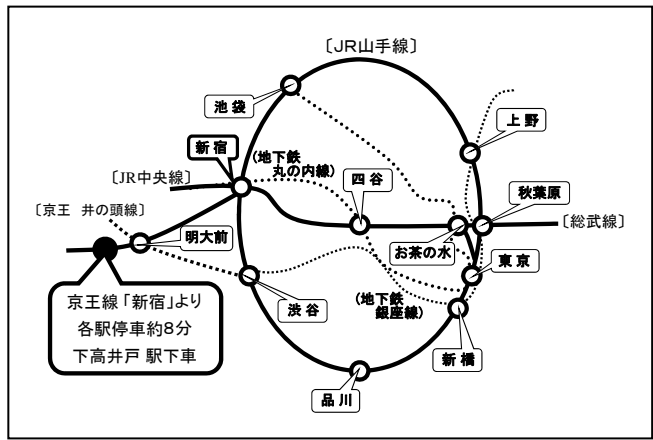 〔JR山手線〕
池袋
上野
新宿
(地下鉄
丸の内線)
四谷
〔JR中央線〕
秋葉原
〔京王 井の頭線〕
〔総武線〕
明大前
お茶の水
東京
京王線「新宿」より
各駅停車約8分
下高井戸 駅下車
渋谷
(地下鉄
銀座線)
新橋
品川